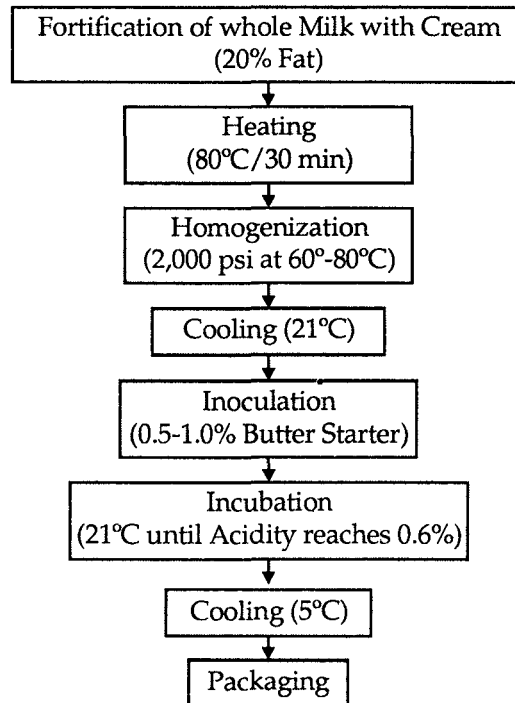 Fortification of whole Milk with Cream
(20% Fat)
Heating
(80°C/30 min)
Homogenization
(2,000 psi at 60°-80°C)
Cooling (21°C)
Inoculation
(0.5-1.0% Butter Starter)
Incubation
(21°C until Acidity reaches 0.6%)
Cooling (5°C)
Packaging